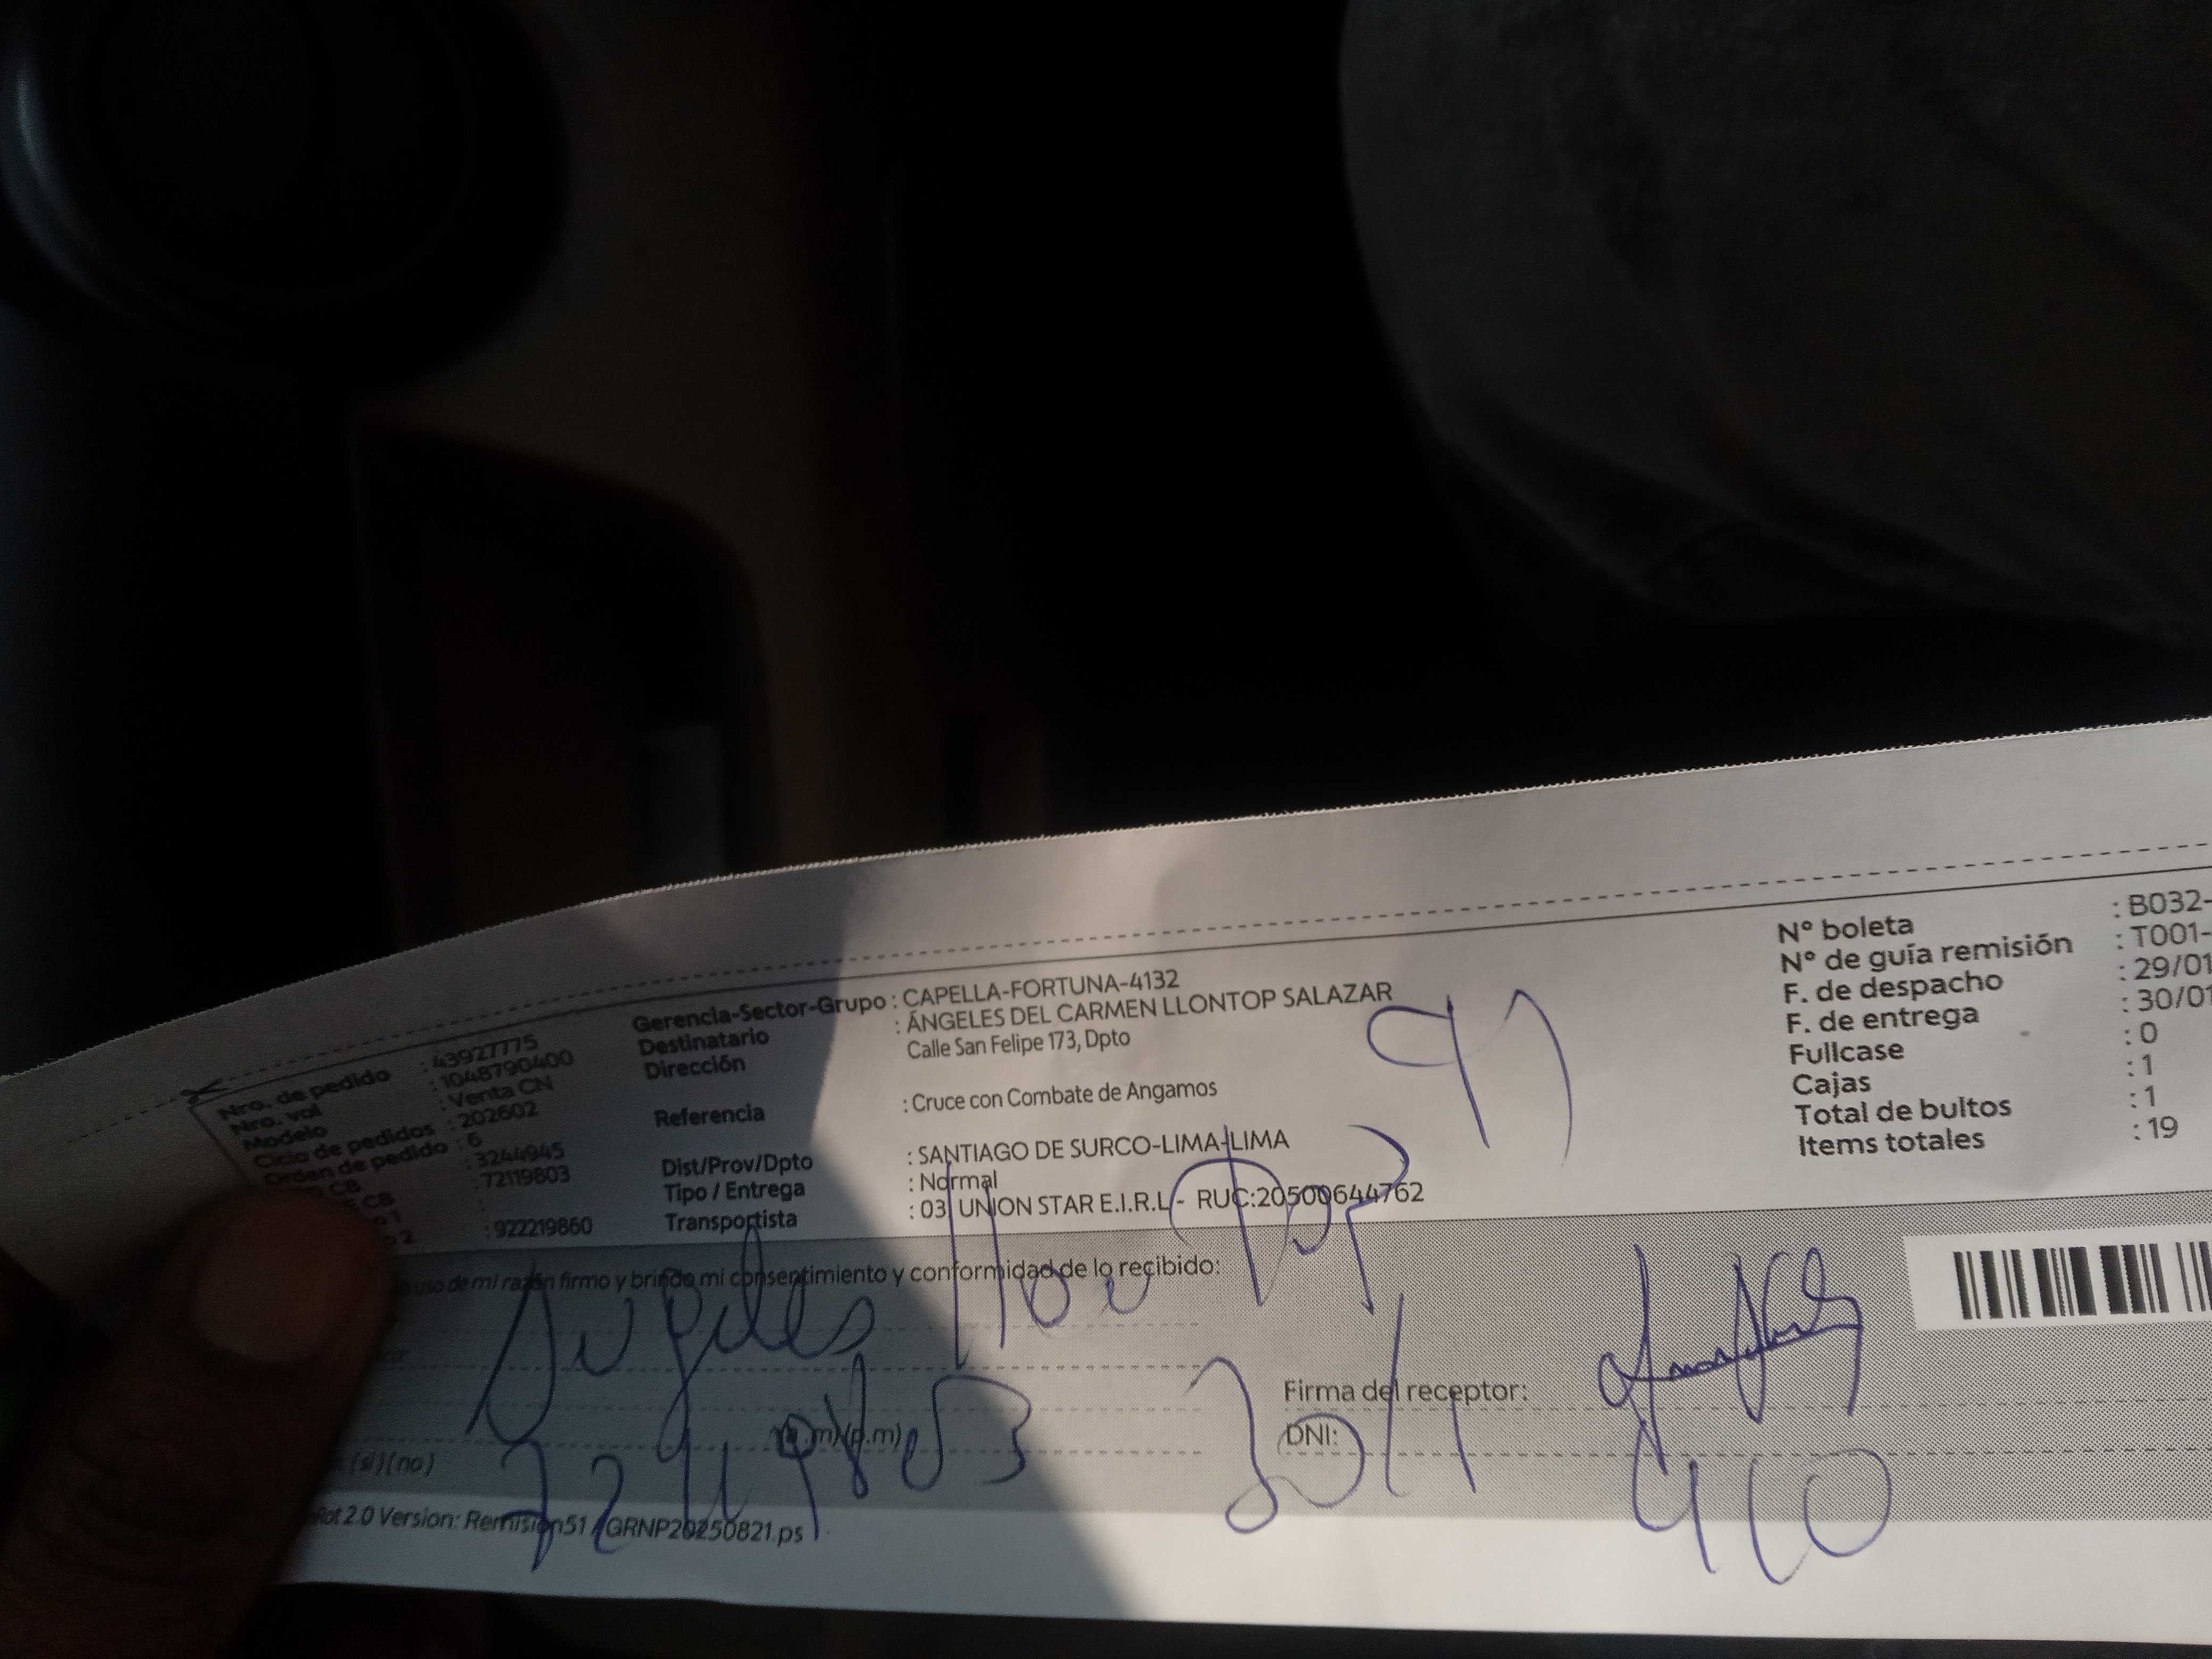 Nro. de pedido : 43927775
Nro. vol : 1048790400
Modelo : Venta CN
Ciclo de pedidos : 202602
Orden de pedido : 6
CB : 3244945
CB : 72119803
1 :
2 : 922219860
Gerencia-Sector-Grupo : CAPELLA-FORTUNA-4132
Destinatario : ÁNGELES DEL CARMEN LLONTOP SALAZAR
Dirección Calle San Felipe 173, Dpto
Referencia : Cruce con Combate de Angamos
Dist/Prov/Dpto : SANTIAGO DE SURCO-LIMA-LIMA
Tipo / Entrega : Normal
Transportista : 03 UNION STAR E.I.R.L - RUC:20500644762
N° boleta : B032-
N° de guía remisión : T001-
F. de despacho : 29/01
F. de entrega : 30/01
Fullcase : 0
Cajas : 1
Total de bultos : 1
Items totales : 19
uso de mi razón firmo y brindo mi consentimiento y conformidad de lo recibido:
Angeles Llontop
Firma del receptor:
(a.m)(p.m) DNI:
72119803 30/1 410
(si)(no)
2.0 Version: Remision51 / GRNP20250821.ps